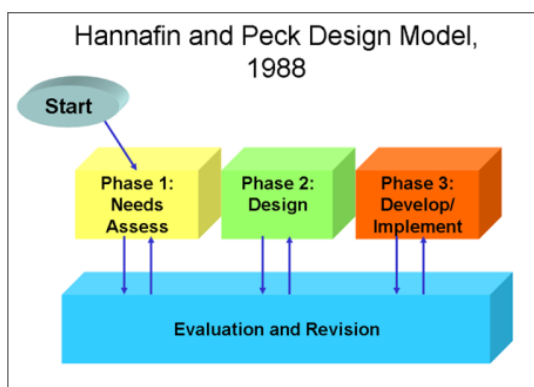 Hannafin and Peck Design Model,
1988
Start
Phase 1:
Needs
Assess
Phase 2:
Design
Phase 3:
Develop/
Implement
Evaluation and Revision